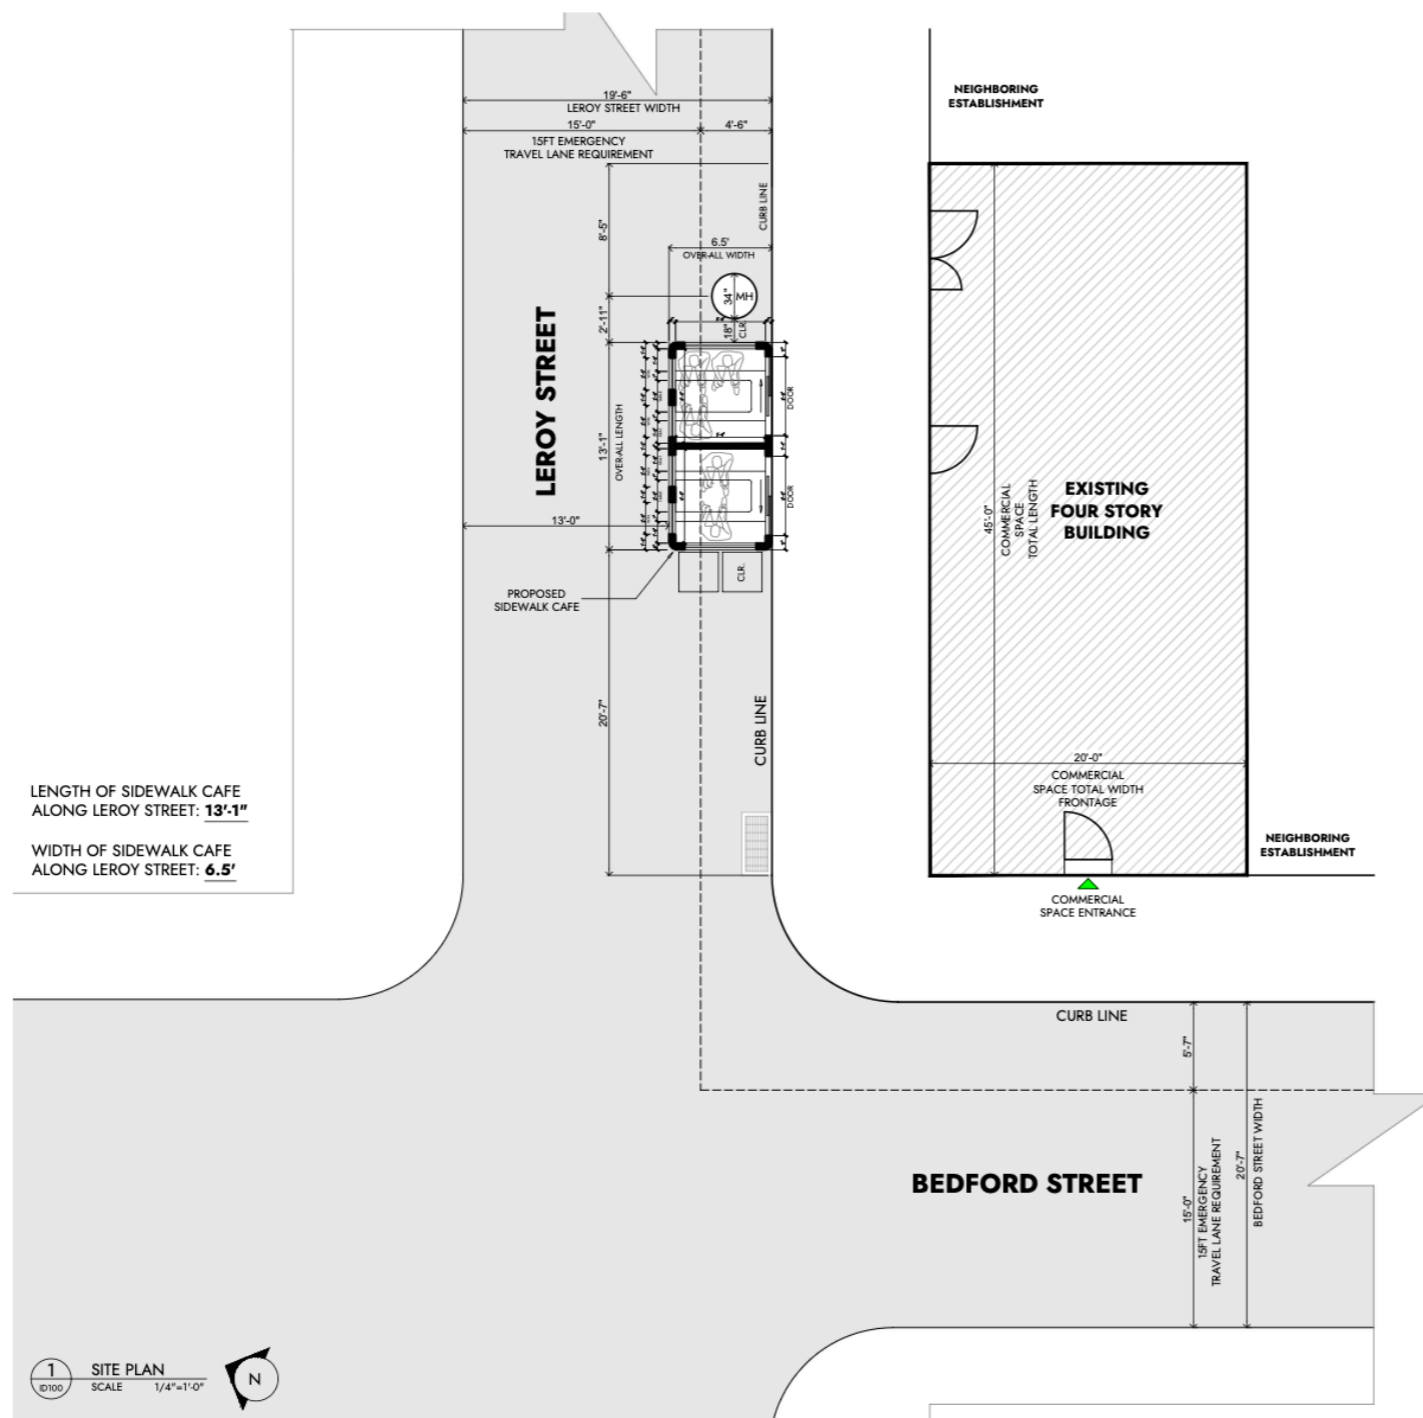 NEIGHBORING
ESTABLISHMENT
19'-6"
LEROY STREET WIDTH
15'-0"
4'-6"
15FT EMERGENCY
TRAVEL LANE REQUIREMENT
CURB LINE
8'-5"
6.5'
OVER-ALL WIDTH
34"
MH
2'-11"
18"
CLR.
LEROY STREET
OVER-ALL LENGTH
13'-1"
DOOR
DOOR
13'-0"
CLR.
PROPOSED
SIDEWALK CAFE
EXISTING
FOUR STORY
BUILDING
45'-0"
COMMERCIAL
SPACE
TOTAL LENGTH
20'-7"
CURB LINE
20'-0"
COMMERCIAL
SPACE TOTAL WIDTH
FRONTAGE
LENGTH OF SIDEWALK CAFE
ALONG LEROY STREET: 13'-1"
WIDTH OF SIDEWALK CAFE
ALONG LEROY STREET: 6.5'
NEIGHBORING
ESTABLISHMENT
COMMERCIAL
SPACE ENTRANCE
CURB LINE
5'-7"
BEDFORD STREET
15'-0"
15FT EMERGENCY
TRAVEL LANE REQUIREMENT
20'-7"
BEDFORD STREET WIDTH
1
ID100
SITE PLAN
SCALE 1/4"=1'-0"
N